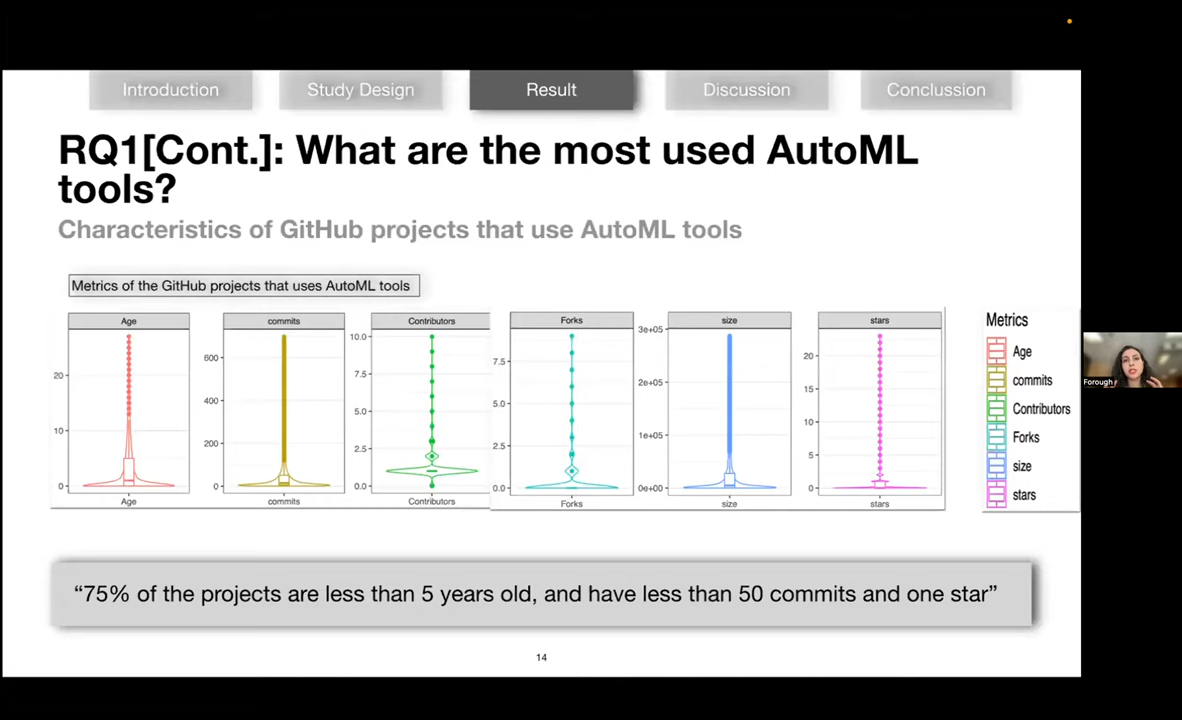 Introduction
Study Design
Result
Discussion
Conclussion
RQ1[Cont.]: What are the most used AutoML
tools?
Characteristics of GitHub projects that use AutoML tools
Metrics of the GitHub projects that uses AutoML tools
Age
20
10
0
Age
commits
600
400
200
0
commits
Contributors
10.0
7.5
5.0
2.5
0.0
Contributors
Forks
7.5
5.0
2.5
0.0
Forks
size
3e+05
2e+05
1e+05
0e+00
size
stars
20
15
10
5
0
stars
Metrics
Age
commits
Contributors
Forks
size
stars
Forough
“75% of the projects are less than 5 years old, and have less than 50 commits and one star”
14